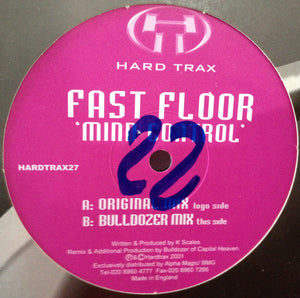 HARD TRAX
FAST FLOOR
'MIND CONTROL'
22
HARDTRAX27
A: ORIGINAL MIX logo side
B: BULLDOZER MIX this side
Written & Produced by K Scales
Remix & Additional Production by Bulldozer of Capital Heaven.
℗&©Hardtrax 2001
Exclusively distributed by Alpha Magic/ BMG
Tel-020 8960 4777 Fax-020 8960 7266
Made in England